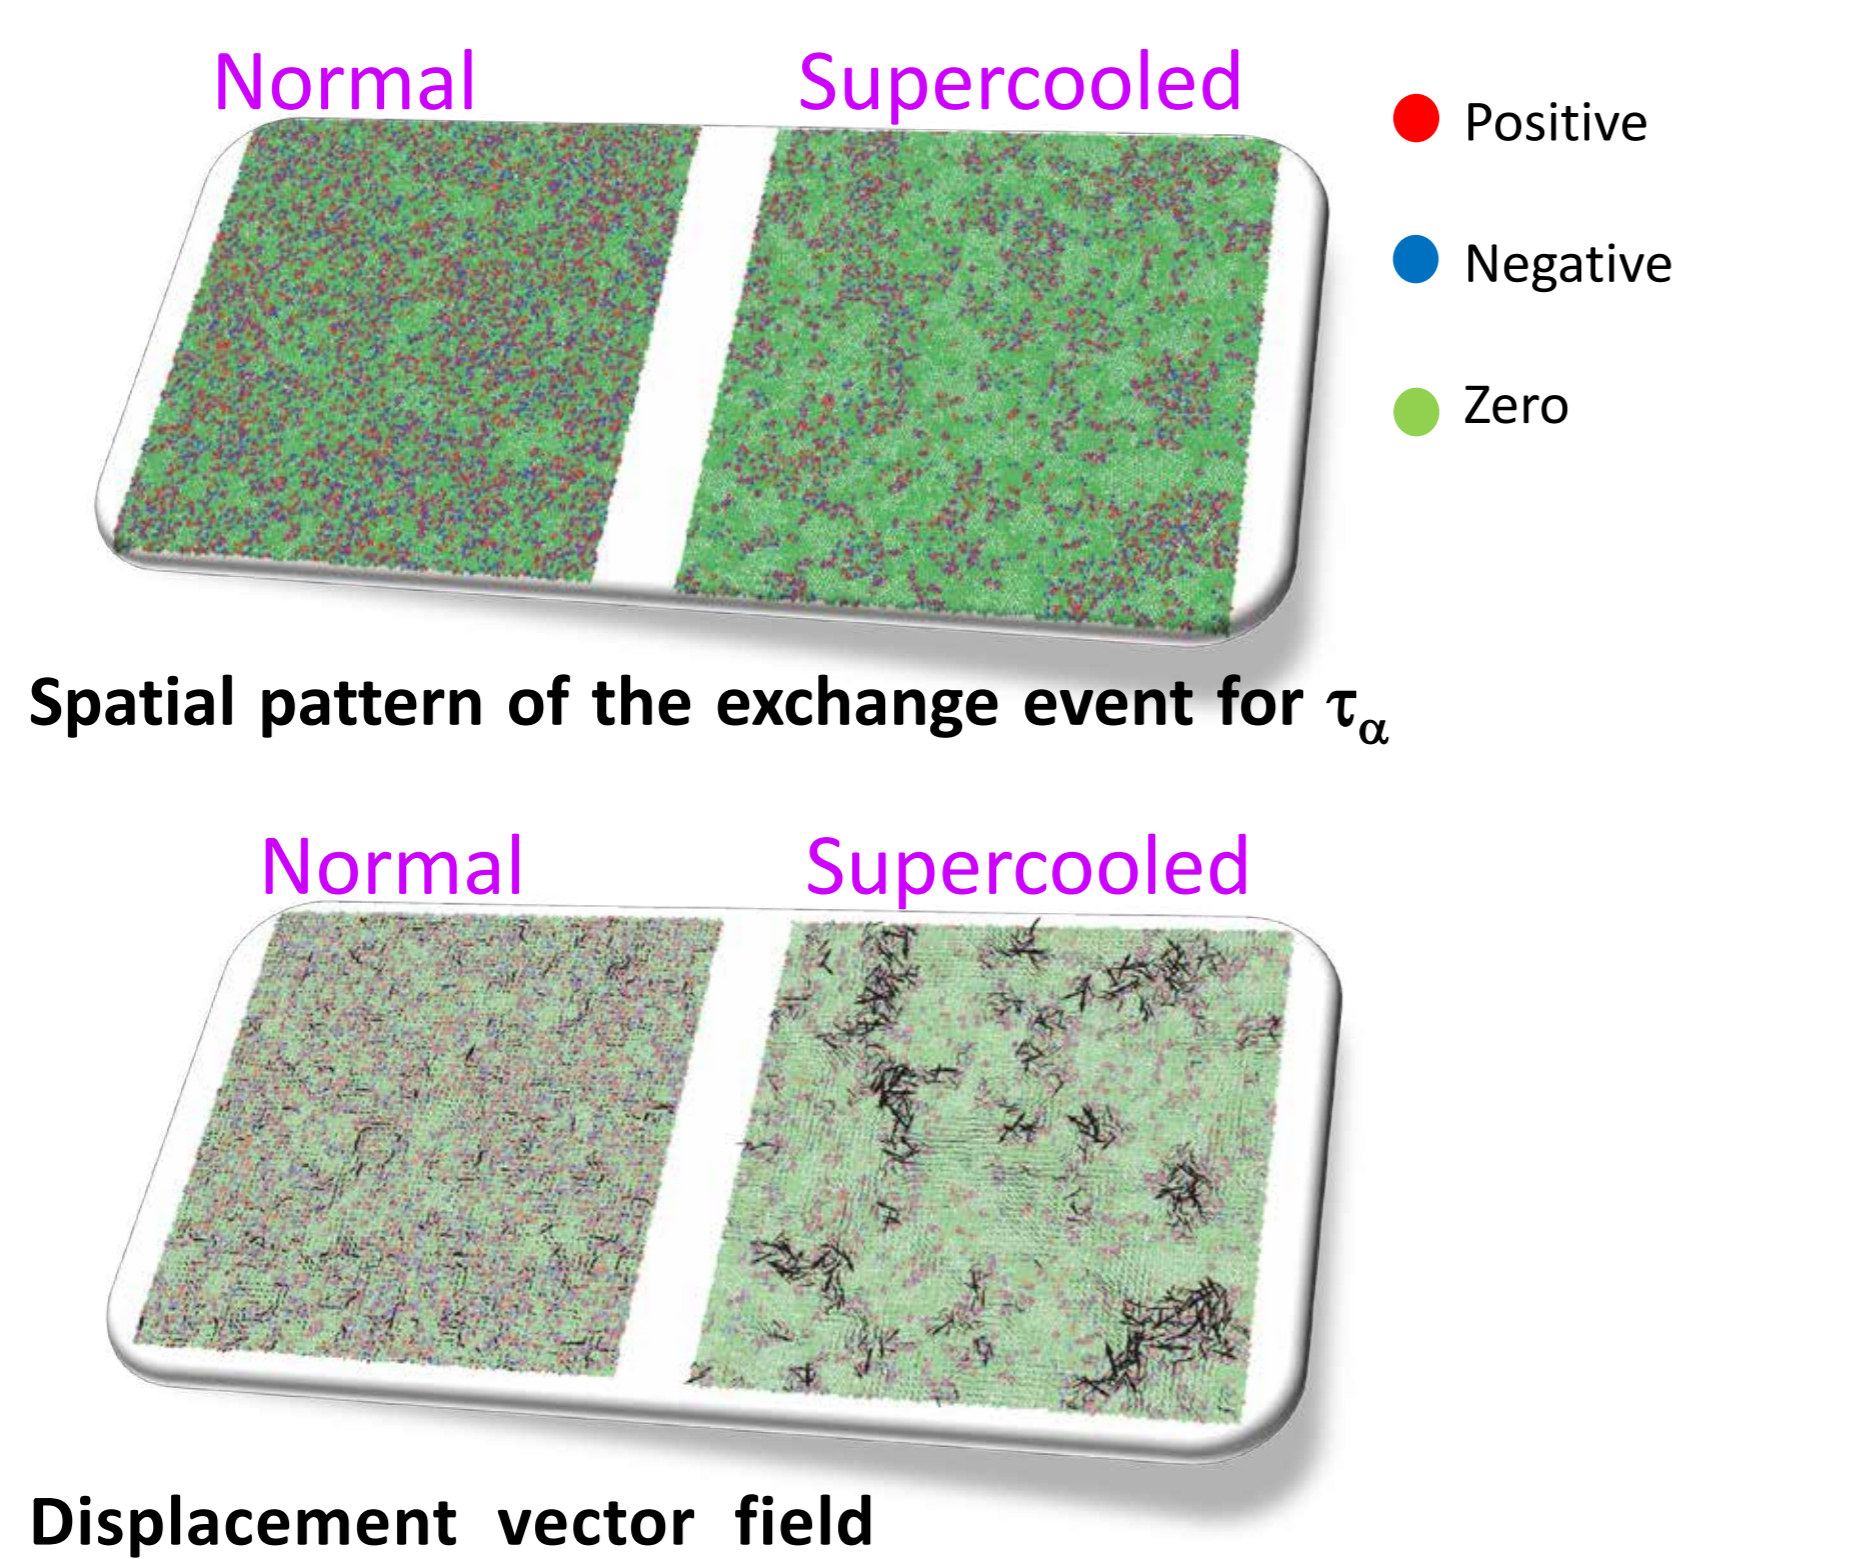 Normal Supercooled
Positive
Negative
Zero
Spatial pattern of the exchange event for τα
Normal Supercooled
Displacement vector field